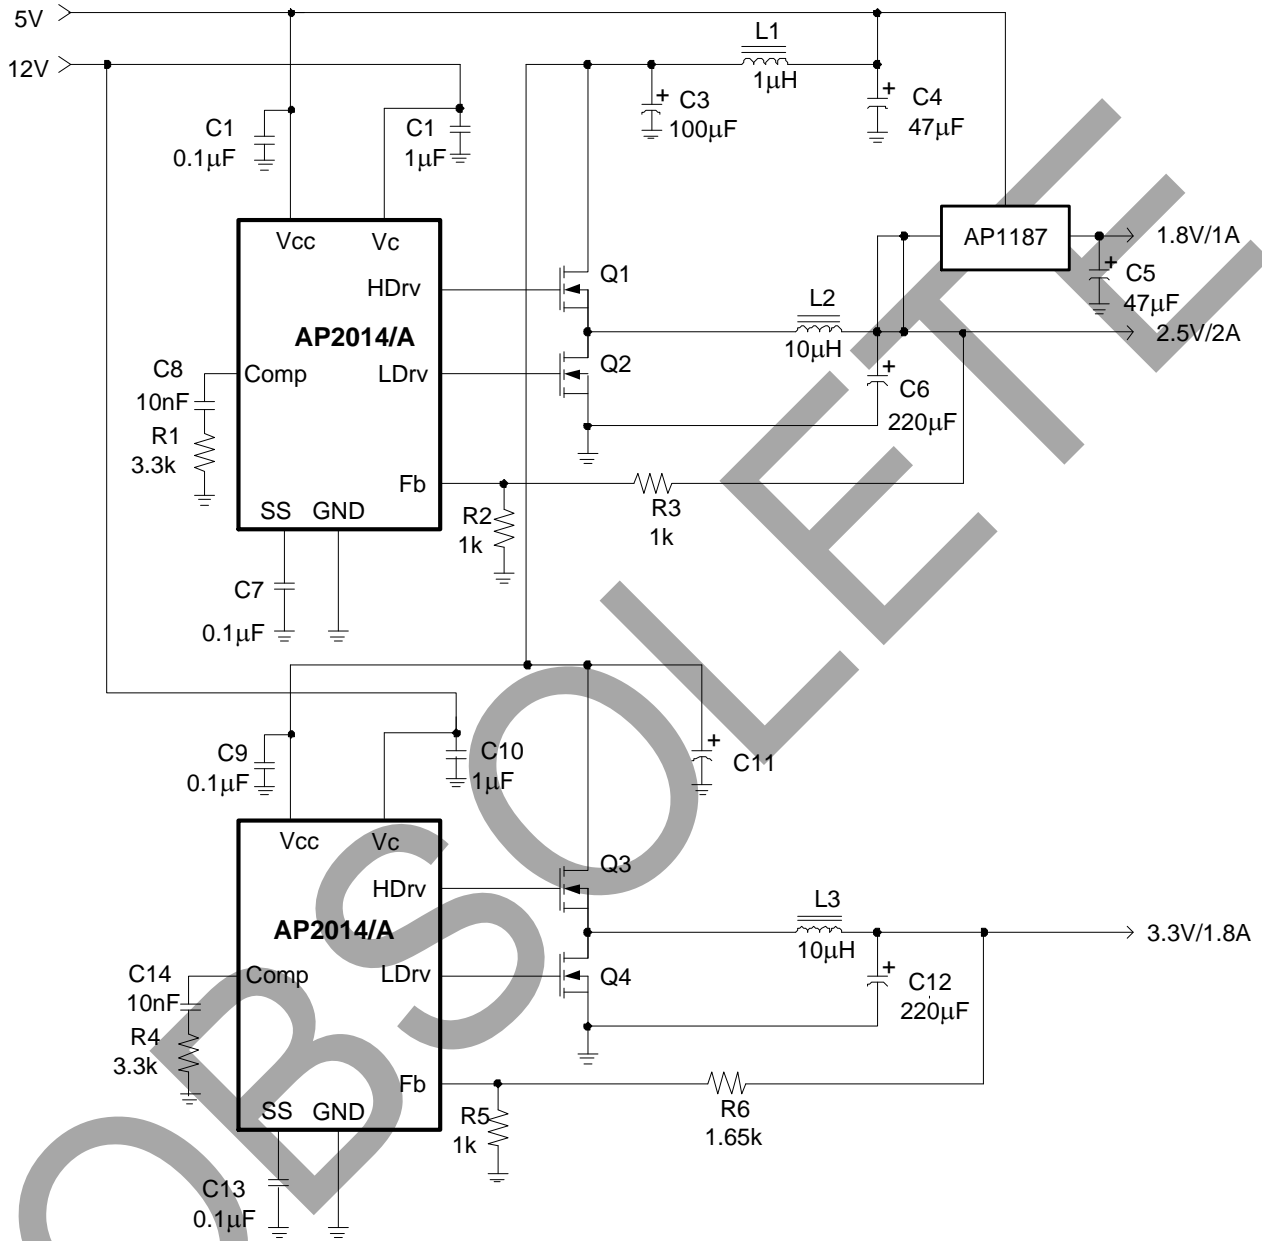 5V
12V
L1
1μH
C3
100μF
C4
47μF
C1
0.1μF
C1
1μF
Vcc
Vc
AP1187
1.8V/1A
C5
47μF
HDrv
Q1
AP2014/A
L2
10μH
2.5V/2A
C8
10nF
Comp
LDrv
Q2
C6
220μF
R1
3.3k
Fb
SS
GND
R2
1k
R3
1k
C7
0.1μF
C9
0.1μF
C10
1μF
C11
Vcc
Vc
HDrv
Q3
AP2014/A
L3
10μH
3.3V/1.8A
C14
10nF
Comp
LDrv
Q4
C12
220μF
R4
3.3k
Fb
SS
GND
R5
1k
R6
1.65k
C13
0.1μF
OBSOLETE